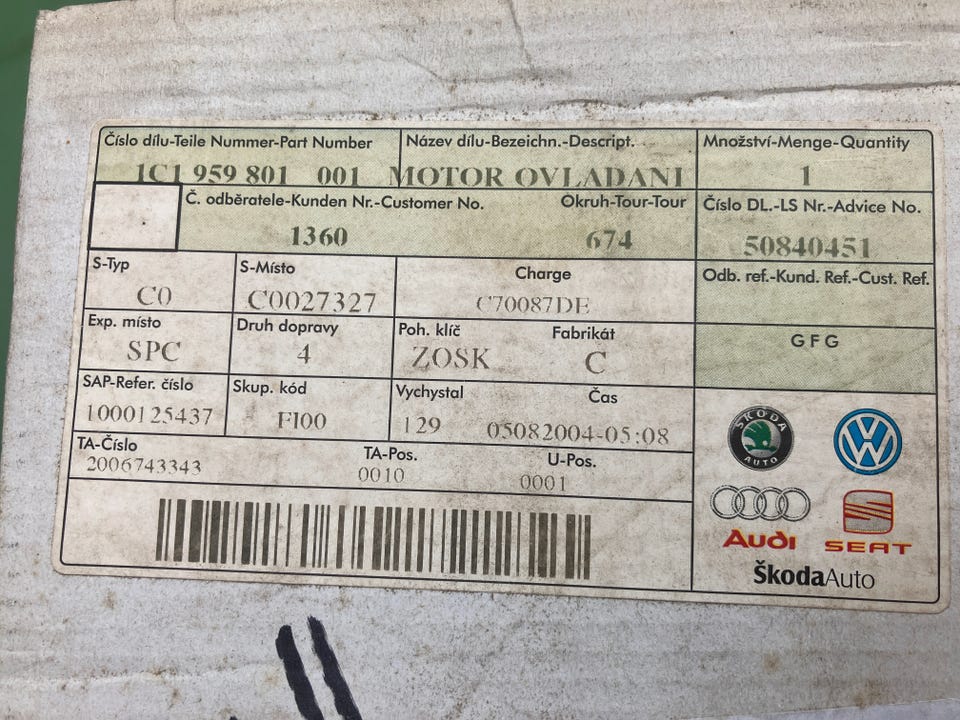 Číslo dílu-Teile Nummer-Part Number Název dílu-Bezeichn.-Descript. Množství-Menge-Quantity
1C1 959 801 001 MOTOR OVLADANI 1
Č. odběratele-Kunden Nr.-Customer No. Okruh-Tour-Tour Číslo DL.-LS Nr.-Advice No.
1360 674 50840451
S-Typ S-Místo Charge Odb. ref.-Kund. Ref.-Cust. Ref.
C0 C0027327 C70087DE
Exp. místo Druh dopravy Poh. klíč Fabrikát G F G
SPC 4 ZOSK C
SAP-Refer. číslo Skup. kód Vychystal Čas
1000125437 FI00 129 05082004-05:08
TA-Číslo TA-Pos. U-Pos.
2006743343 0010 0001
ŠKODA
AUTO
Audi SEAT
ŠkodaAuto